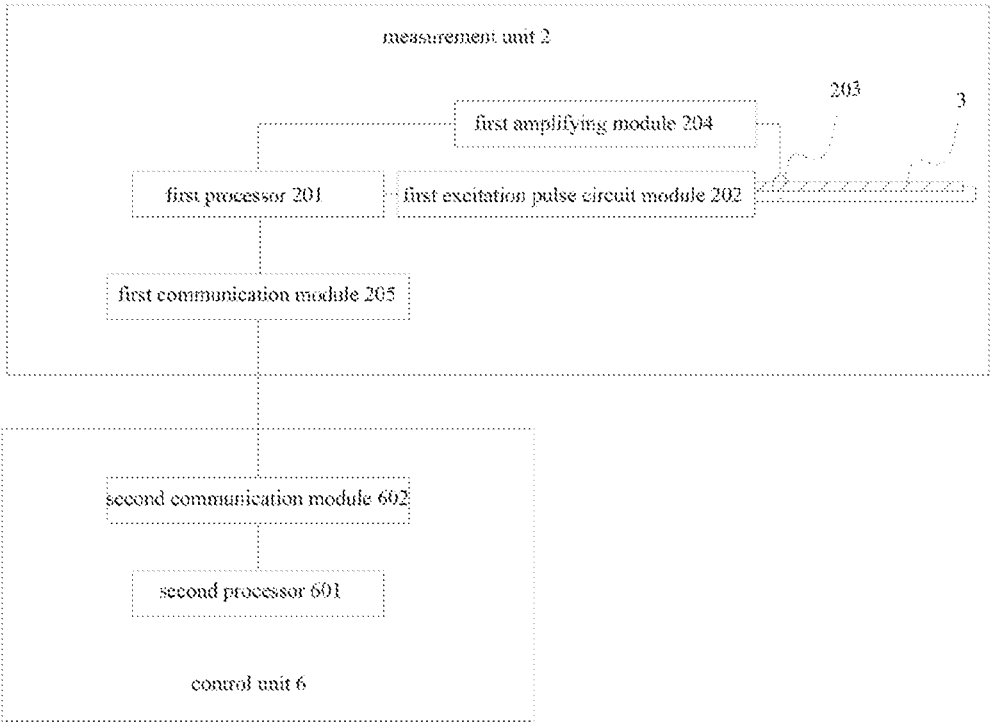 measurement unit 2
203
3
first amplifying module 204
first processor 201
first excitation pulse circuit module 202
first communication module 205
second communication module 602
second processor 601
control unit 6